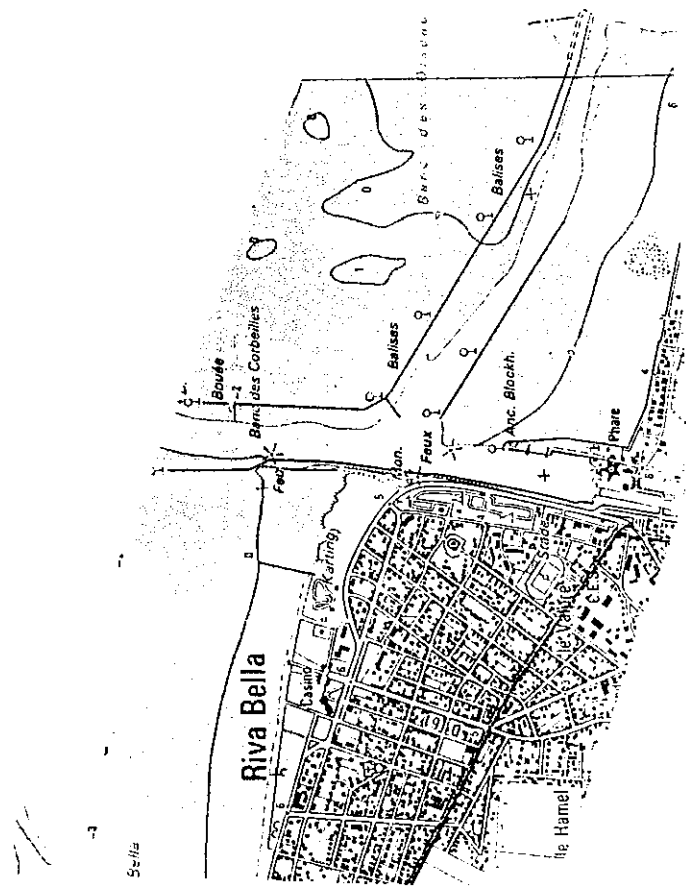 Bouée
Banc des Corbeilles
Balises
Balises
Feu
Feux
Mon.
Anc. Blockh.
Phare
Karting
Riva Bella
Casino
Stade
C.E.S.
le Hamel
Bella